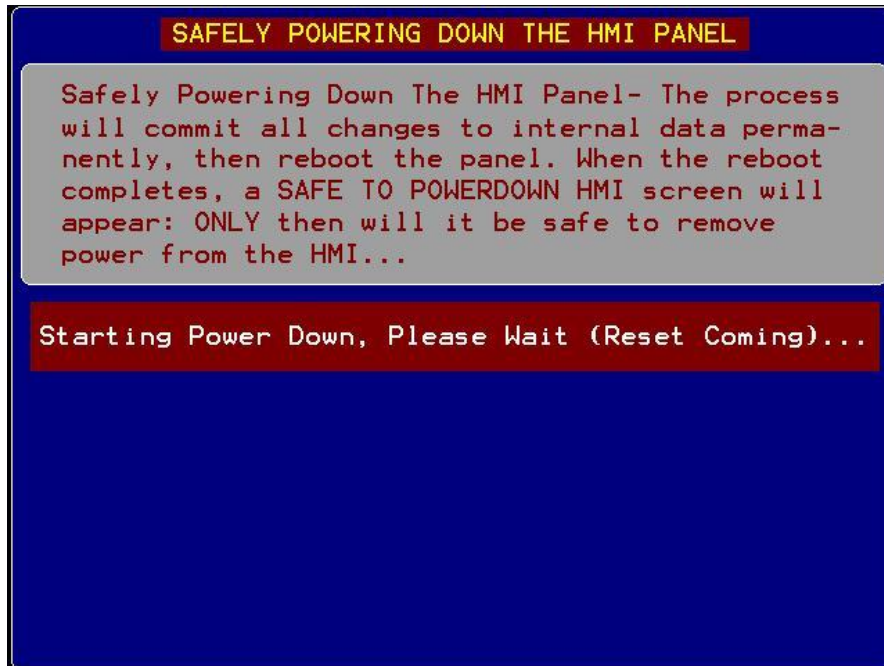 SAFELY POWERING DOWN THE HMI PANEL
Safely Powering Down The HMI Panel- The process
will commit all changes to internal data perma-
nently, then reboot the panel. When the reboot
completes, a SAFE TO POWERDOWN HMI screen will
appear: ONLY then will it be safe to remove
power from the HMI...
Starting Power Down, Please Wait (Reset Coming)...